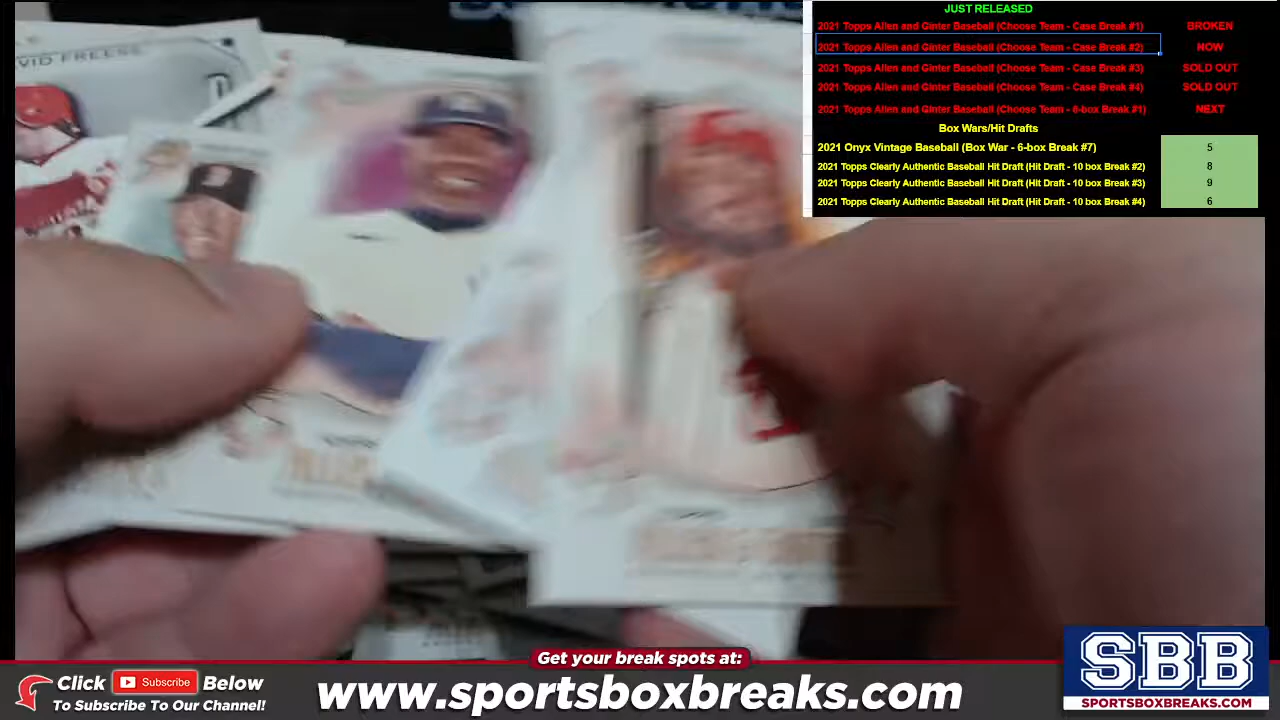 JUST RELEASED
2021 Topps Allen and Ginter Baseball (Choose Team - Case Break #1) BROKEN
2021 Topps Allen and Ginter Baseball (Choose Team - Case Break #2) NOW
2021 Topps Allen and Ginter Baseball (Choose Team - Case Break #3) SOLD OUT
2021 Topps Allen and Ginter Baseball (Choose Team - Case Break #4) SOLD OUT
2021 Topps Allen and Ginter Baseball (Choose Team - 6-box Break #1) NEXT
Box Wars/Hit Drafts
2021 Onyx Vintage Baseball (Box War - 6-box Break #7) 5
2021 Topps Clearly Authentic Baseball Hit Draft (Hit Draft - 10 box Break #2) 8
2021 Topps Clearly Authentic Baseball Hit Draft (Hit Draft - 10 box Break #3) 9
2021 Topps Clearly Authentic Baseball Hit Draft (Hit Draft - 10 box Break #4) 6
VID FREESE
Get your break spots at:
Click Subscribe Below
To Subscribe To Our Channel!
www.sportsboxbreaks.com
SBB
SPORTSBOXBREAKS.COM